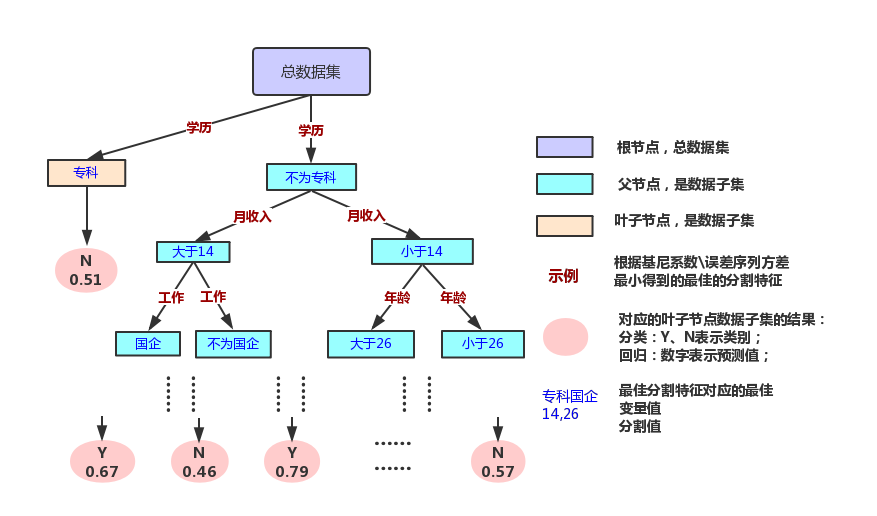 总数据集
学历
学历
专科
不为专科
月收入
月收入
大于14
小于14
N
0.51
工作
工作
年龄
年龄
国企
不为国企
大于26
小于26
Y
0.67
N
0.46
Y
0.79
N
0.57
根节点，总数据集
父节点，是数据子集
叶子节点，是数据子集
示例
根据基尼系数\误差序列方差
最小得到的最佳的分割特征
对应的叶子节点数据子集的结果：
分类：Y、N表示类别；
回归：数字表示预测值；
专科国企
14,26
最佳分割特征对应的最佳
变量值
分割值